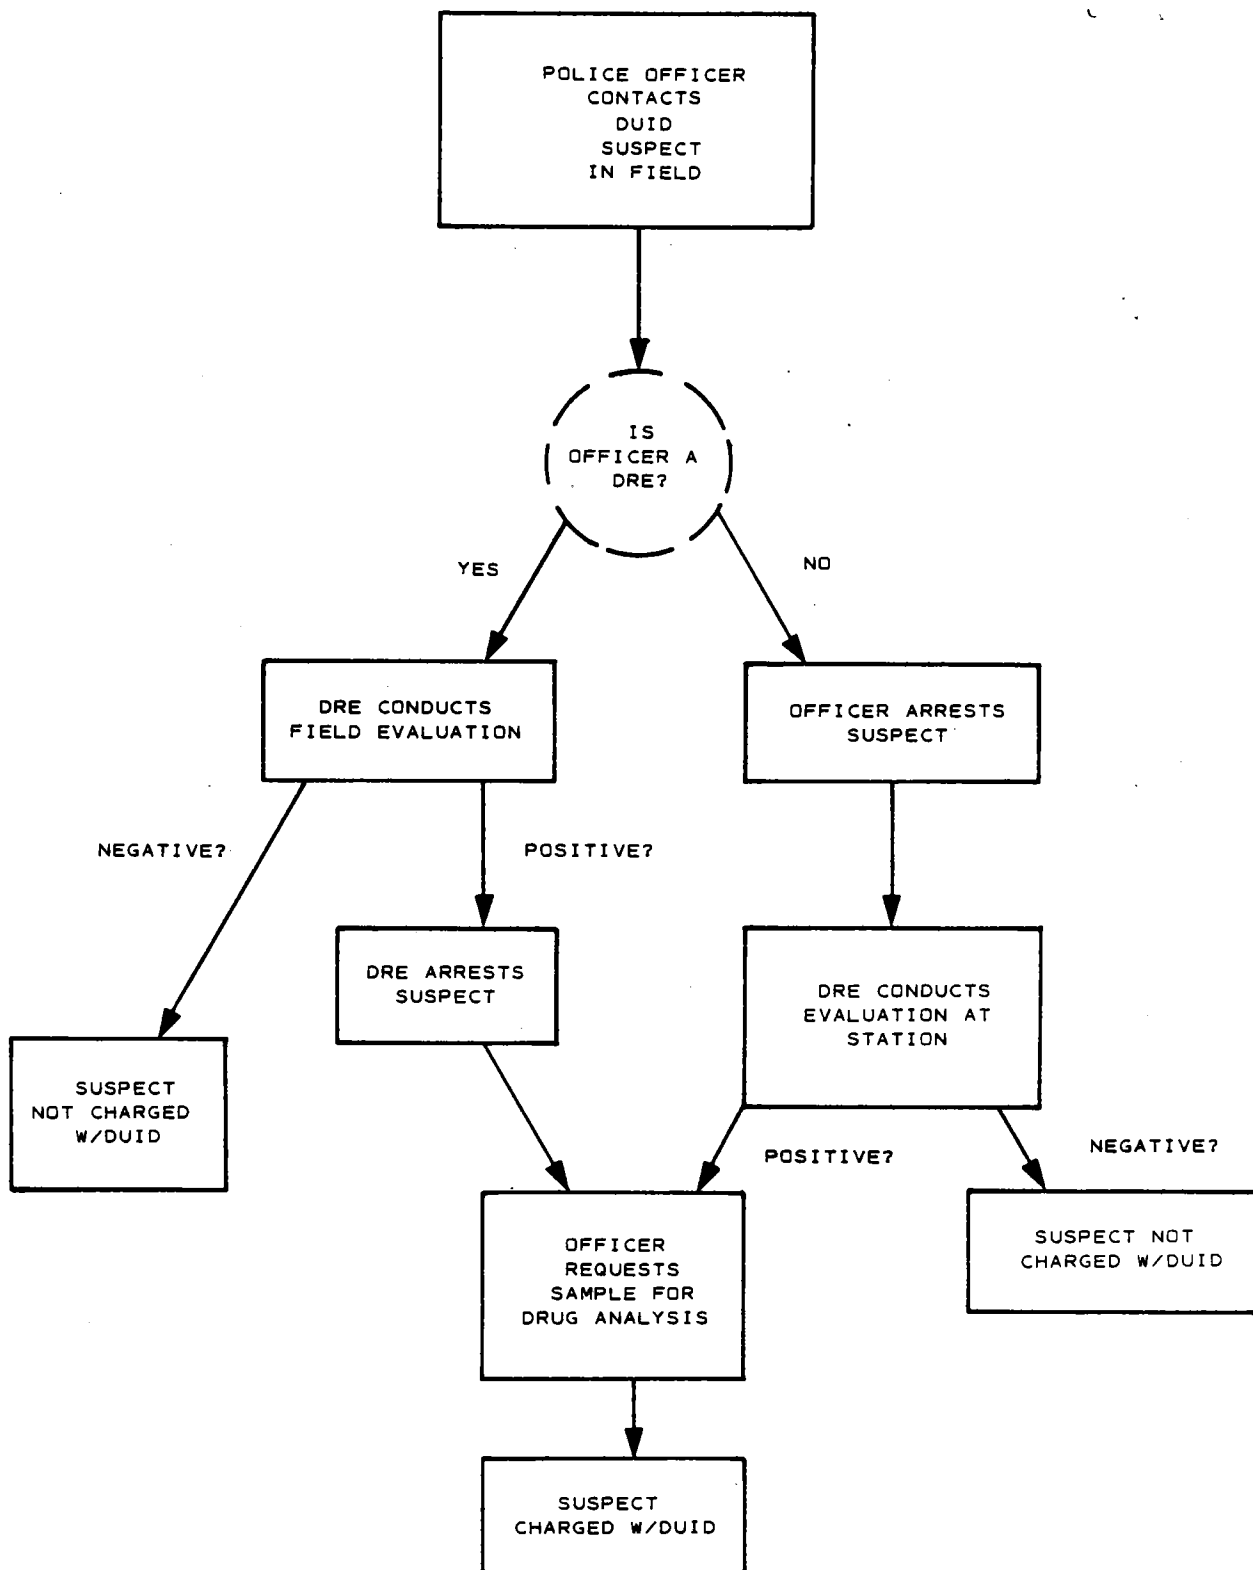 POLICE OFFICER
CONTACTS
DUID
SUSPECT
IN FIELD
IS
OFFICER A
DRE?
YES
NO
DRE CONDUCTS
FIELD EVALUATION
OFFICER ARRESTS
SUSPECT
NEGATIVE?
POSITIVE?
DRE ARRESTS
SUSPECT
DRE CONDUCTS
EVALUATION AT
STATION
SUSPECT
NOT CHARGED
W/DUID
POSITIVE?
NEGATIVE?
OFFICER
REQUESTS
SAMPLE FOR
DRUG ANALYSIS
SUSPECT NOT
CHARGED W/DUID
SUSPECT
CHARGED W/DUID